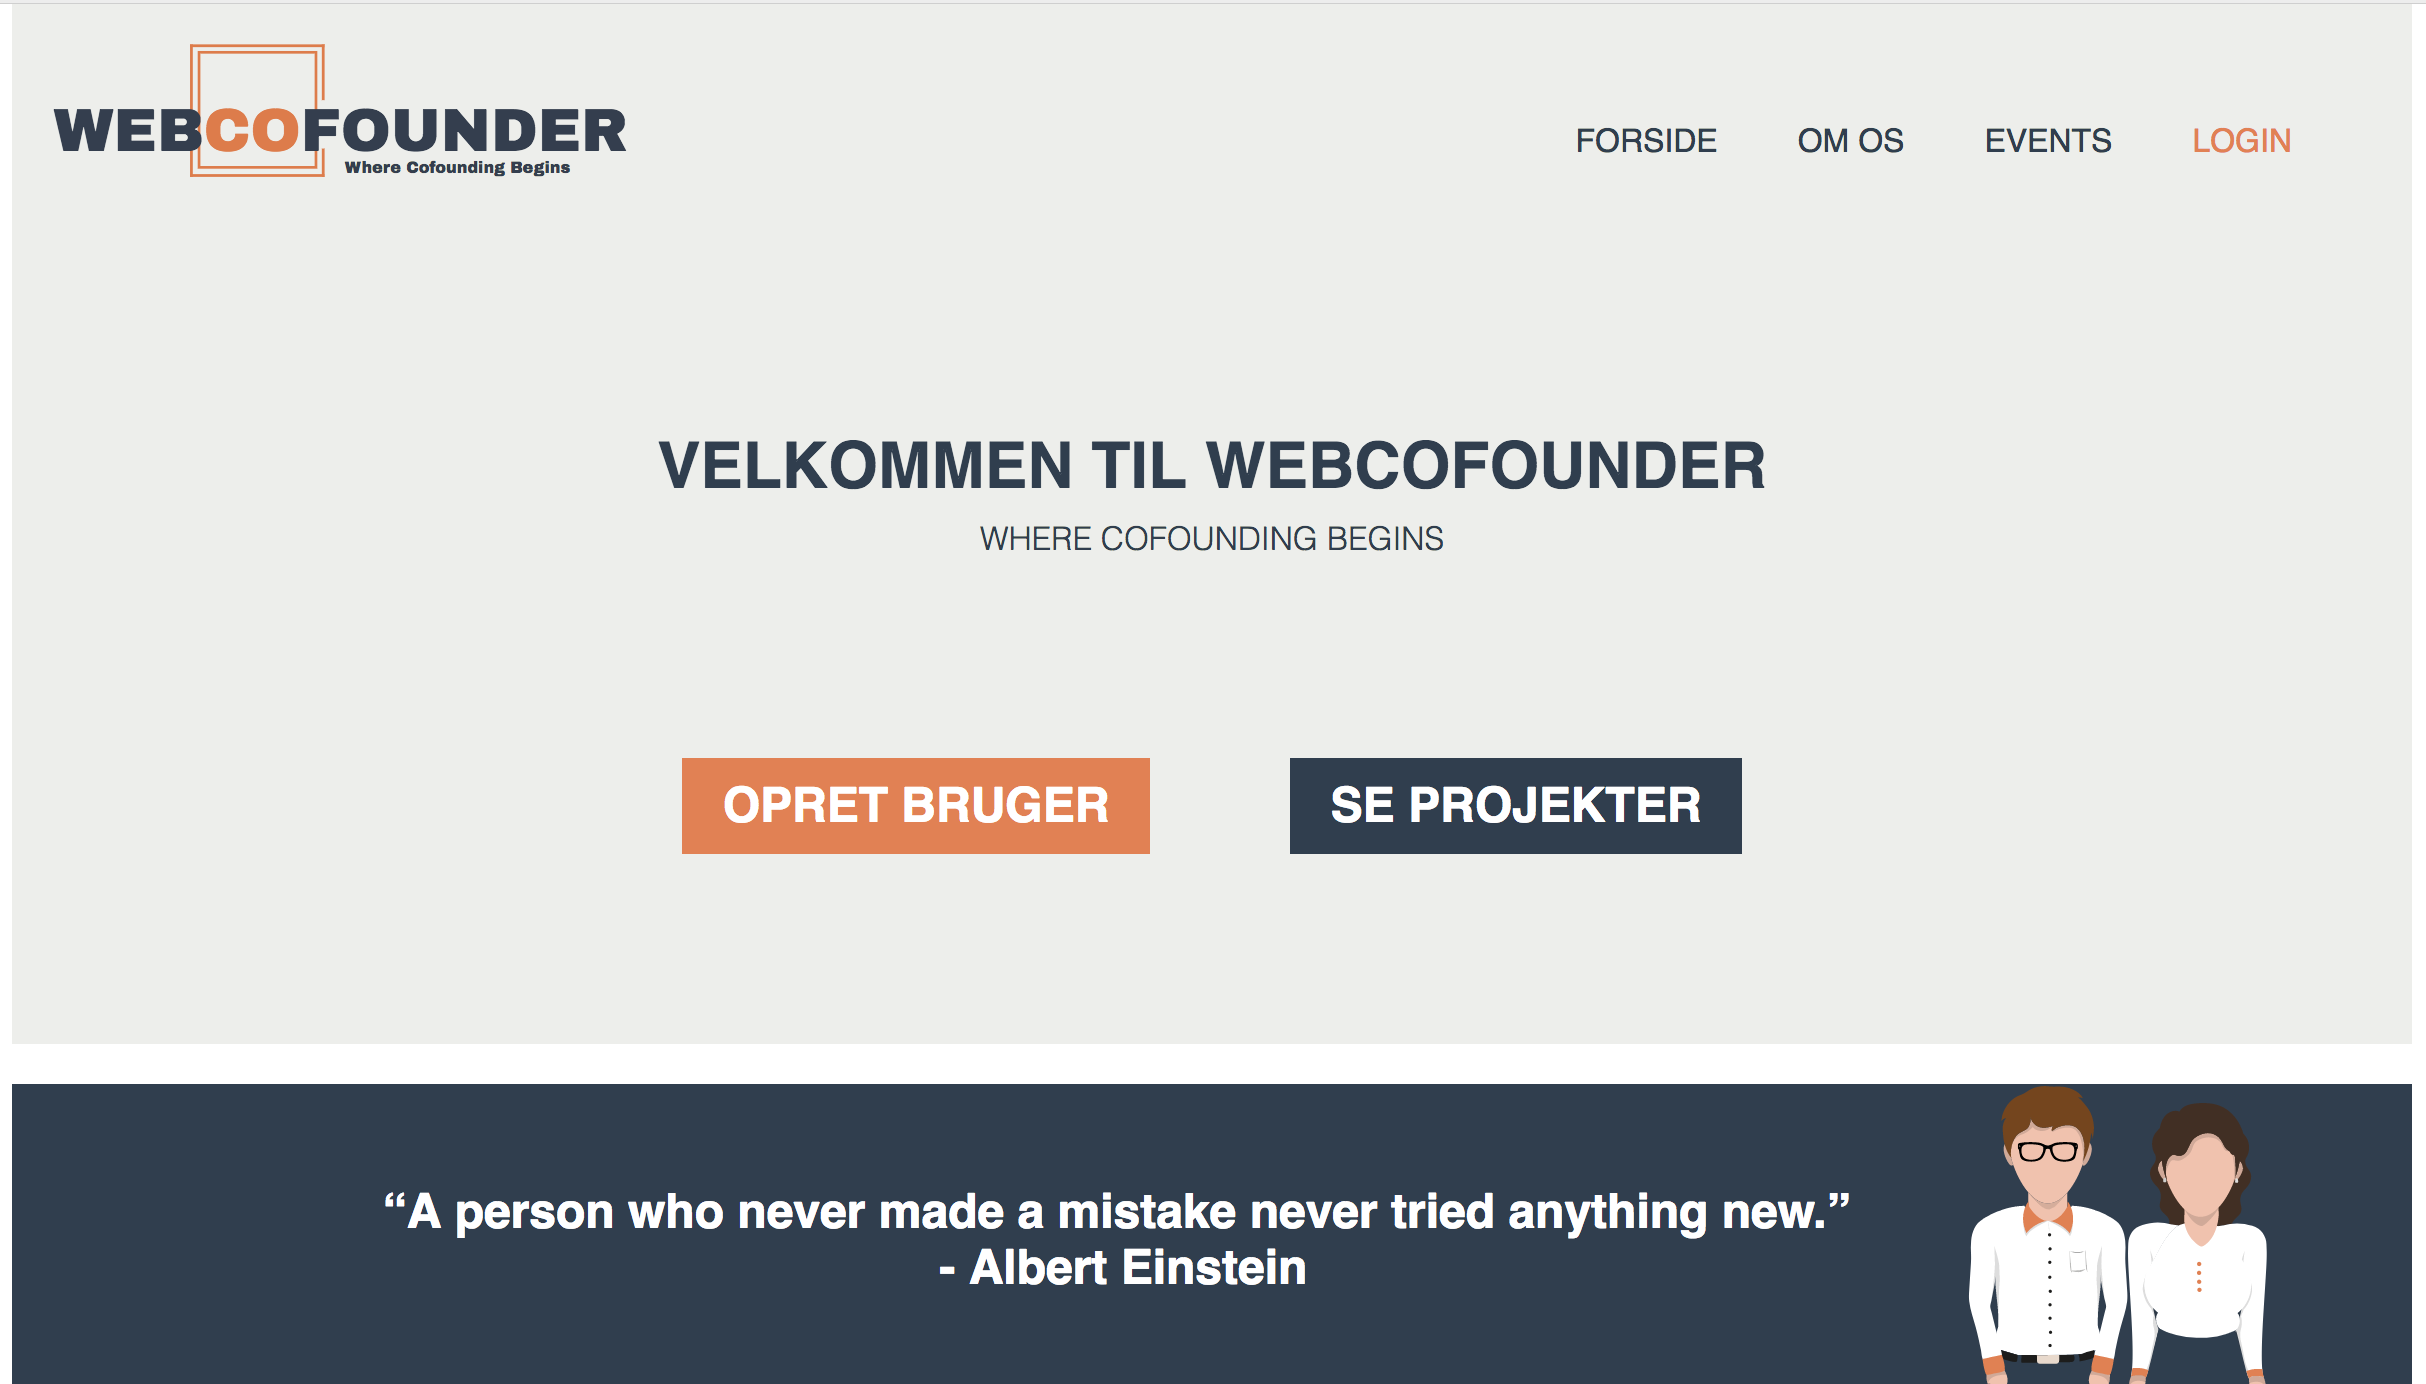 WEBCOFOUNDER
Where Cofounding Begins
FORSIDE OM OS EVENTS LOGIN
VELKOMMEN TIL WEBCOFOUNDER
WHERE COFOUNDING BEGINS
OPRET BRUGER SE PROJEKTER
“A person who never made a mistake never tried anything new.”
- Albert Einstein